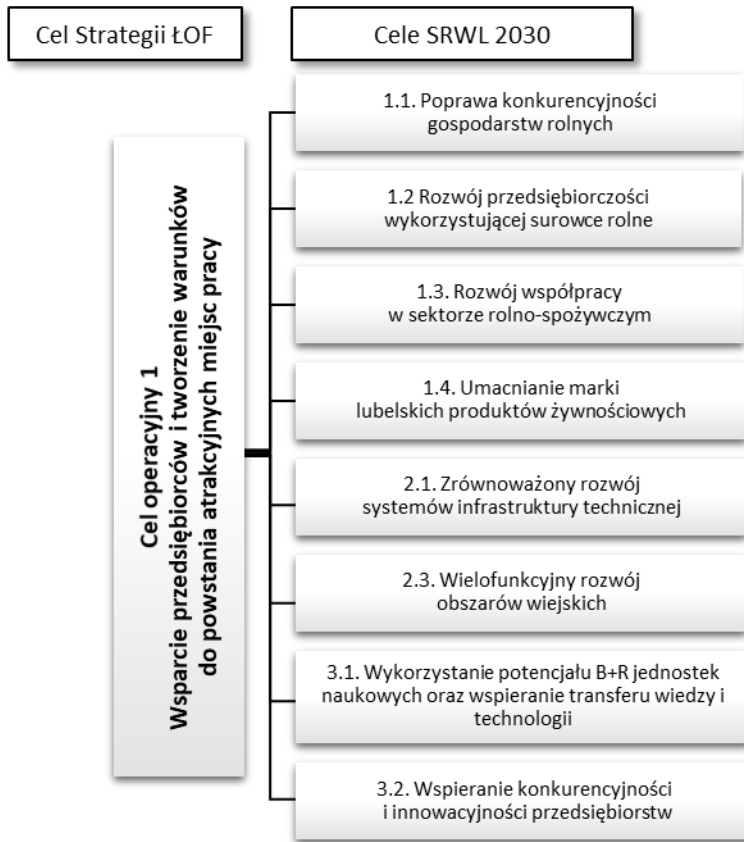 Cel Strategii ŁOF
Cele SRWL 2030
Cel operacyjny 1
Wsparcie przedsiębiorców i tworzenie warunków
do powstania atrakcyjnych miejsc pracy
1.1. Poprawa konkurencyjności
gospodarstw rolnych
1.2 Rozwój przedsiębiorczości
wykorzystującej surowce rolne
1.3. Rozwój współpracy
w sektorze rolno-spożywczym
1.4. Umacnianie marki
lubelskich produktów żywnościowych
2.1. Zrównoważony rozwój
systemów infrastruktury technicznej
2.3. Wielofunkcyjny rozwój
obszarów wiejskich
3.1. Wykorzystanie potencjału B+R jednostek
naukowych oraz wspieranie transferu wiedzy i
technologii
3.2. Wspieranie konkurencyjności
i innowacyjności przedsiębiorstw